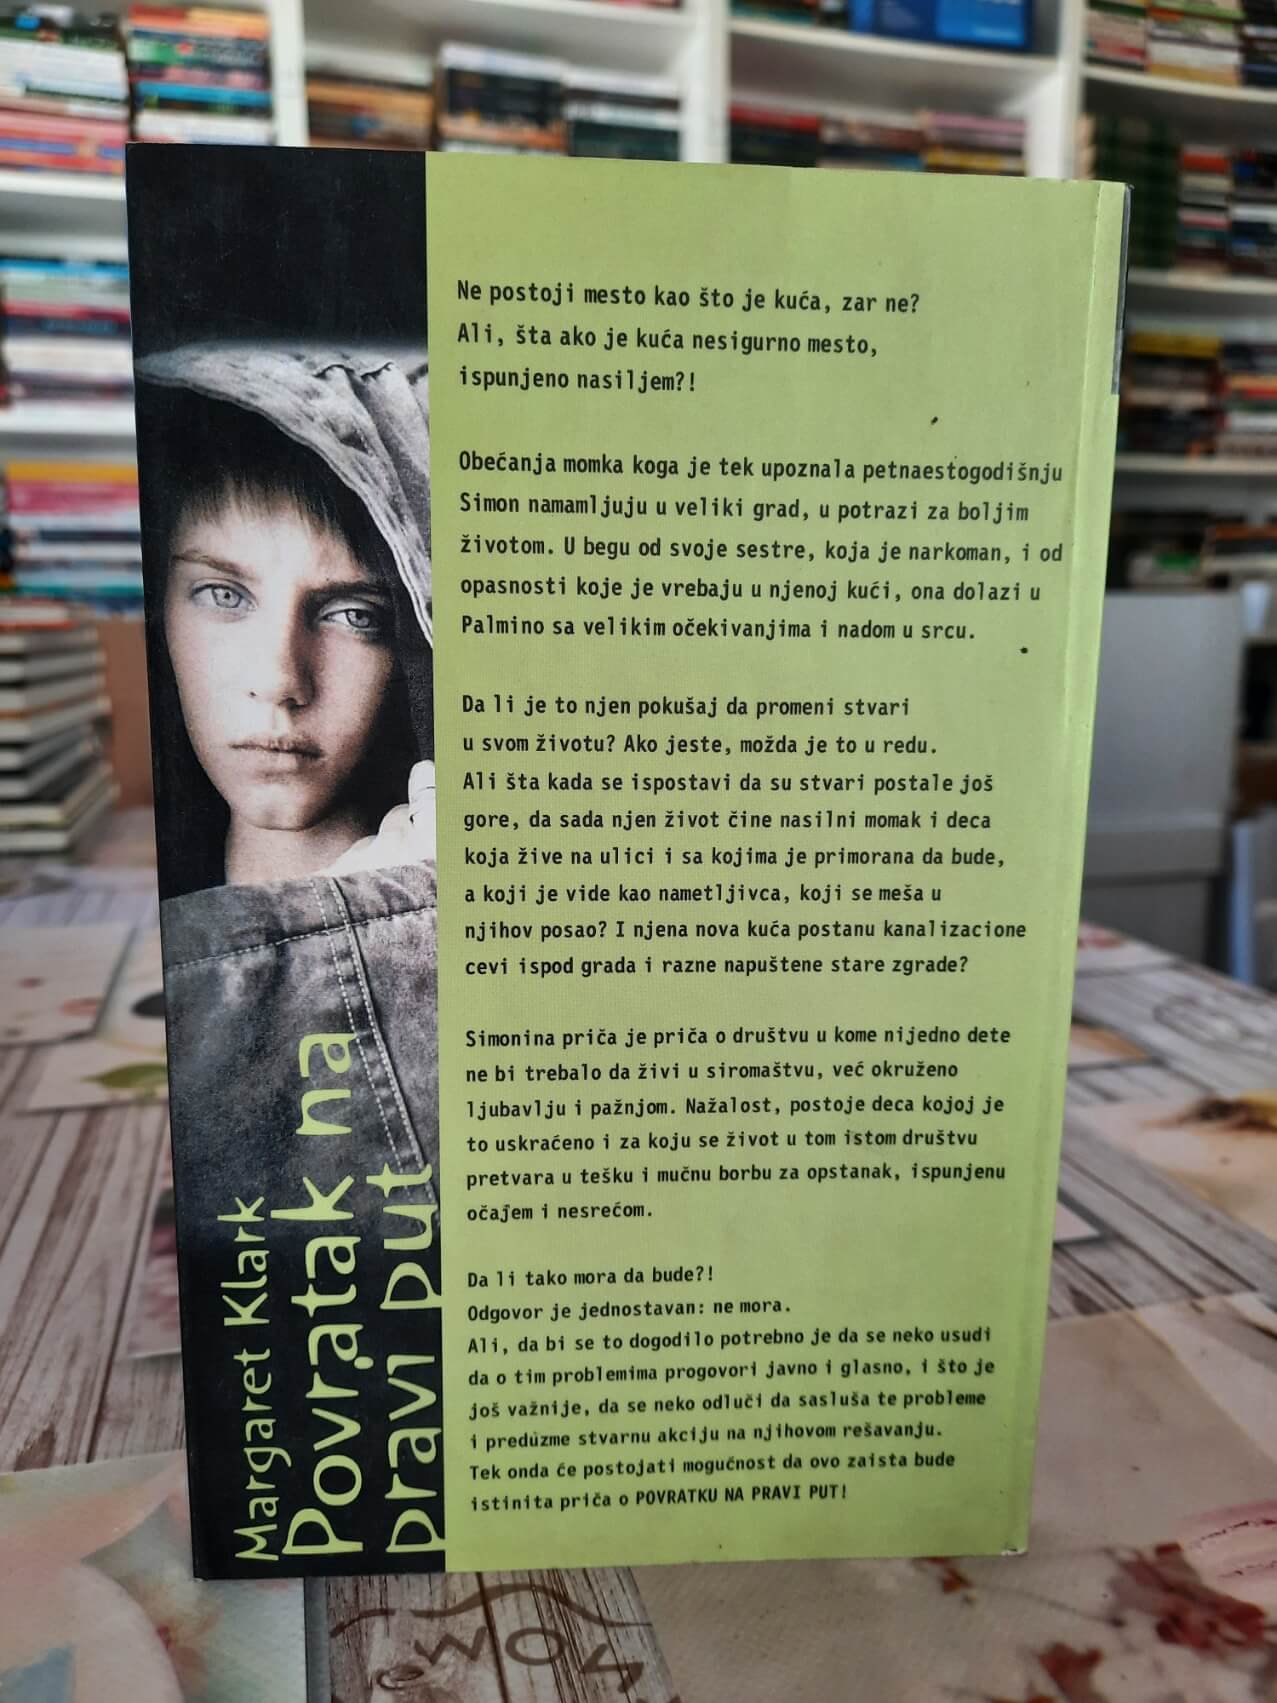 Margaret Klark
Povratak na
pravi put
Ne postoji mesto kao što je kuća, zar ne?
Ali, šta ako je kuća nesigurno mesto,
ispunjeno nasiljem?!
Obećanja momka koga je tek upoznala petnaestogodišnju
Simon namamljuju u veliki grad, u potrazi za boljim
životom. U begu od svoje sestre, koja je narkoman, i od
opasnosti koje je vrebaju u njenoj kući, ona dolazi u
Palmino sa velikim očekivanjima i nadom u srcu.
Da li je to njen pokušaj da promeni stvari
u svom životu? Ako jeste, možda je to u redu.
Ali šta kada se ispostavi da su stvari postale još
gore, da sada njen život čine nasilni momak i deca
koja žive na ulici i sa kojima je primorana da bude,
a koji je vide kao nametljivca, koji se meša u
njihov posao? I njena nova kuća postanu kanalizacione
cevi ispod grada i razne napuštene stare zgrade?
Simonina priča je priča o društvu u kome nijedno dete
ne bi trebalo da živi u siromaštvu, već okruženo
ljubavlju i pažnjom. Nažalost, postoje deca kojoj je
to uskraćeno i za koju se život u tom istom društvu
pretvara u tešku i mučnu borbu za opstanak, ispunjenu
očajem i nesrećom.
Da li tako mora da bude?!
Odgovor je jednostavan: ne mora.
Ali, da bi se to dogodilo potrebno je da se neko usudi
da o tim problemima progovori javno i glasno, i što je
još važnije, da se neko odluči da sasluša te probleme
i preduzme stvarnu akciju na njihovom rešavanju.
Tek onda će postojati mogućnost da ovo zaista bude
istinita priča o POVRATKU NA PRAVI PUT!